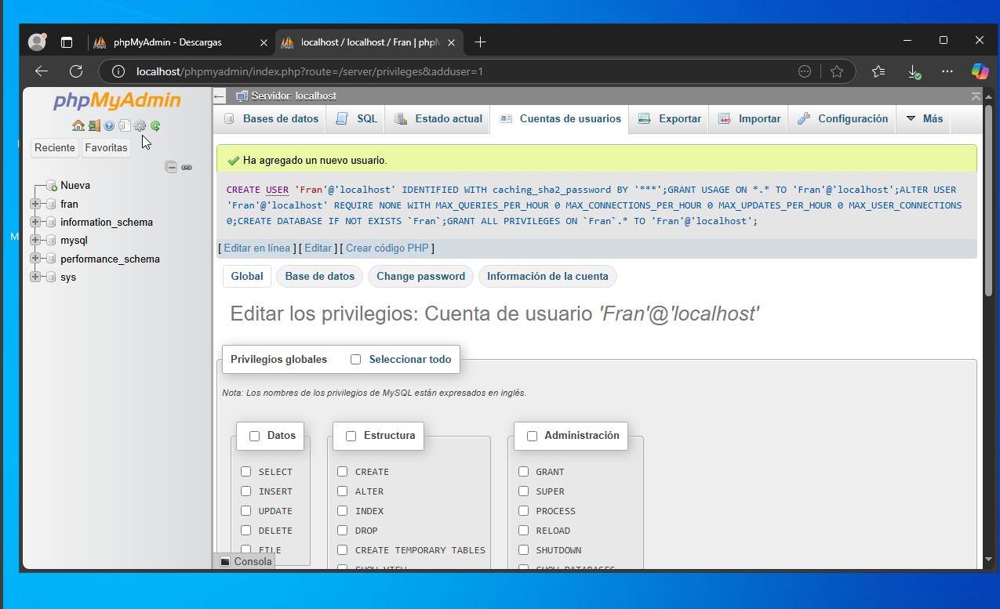 phpMyAdmin - Descargas
localhost / localhost / Fran | phpM
localhost/phpmyadmin/index.php?route=/server/privileges&adduser=1
phpMyAdmin
Reciente
Favoritas
Nueva
fran
information_schema
mysql
performance_schema
sys
Servidor: localhost
Bases de datos
SQL
Estado actual
Cuentas de usuarios
Exportar
Importar
Configuración
Más
Ha agregado un nuevo usuario.
CREATE USER 'Fran'@'localhost' IDENTIFIED WITH caching_sha2_password BY '***';GRANT USAGE ON *.* TO 'Fran'@'localhost';ALTER USER
'Fran'@'localhost' REQUIRE NONE WITH MAX_QUERIES_PER_HOUR 0 MAX_CONNECTIONS_PER_HOUR 0 MAX_UPDATES_PER_HOUR 0 MAX_USER_CONNECTIONS
0;CREATE DATABASE IF NOT EXISTS `Fran`;GRANT ALL PRIVILEGES ON `Fran`.* TO 'Fran'@'localhost';
[ Editar en línea ] [ Editar ] [ Crear código PHP ]
Global
Base de datos
Change password
Información de la cuenta
Editar los privilegios: Cuenta de usuario 'Fran'@'localhost'
Privilegios globales
Seleccionar todo
Nota: Los nombres de los privilegios de MySQL están expresados en inglés.
Datos
SELECT
INSERT
UPDATE
DELETE
FILE
Estructura
CREATE
ALTER
INDEX
DROP
CREATE TEMPORARY TABLES
SHOW VIEW
Administración
GRANT
SUPER
PROCESS
RELOAD
SHUTDOWN
SHOW DATABASES
Consola
M